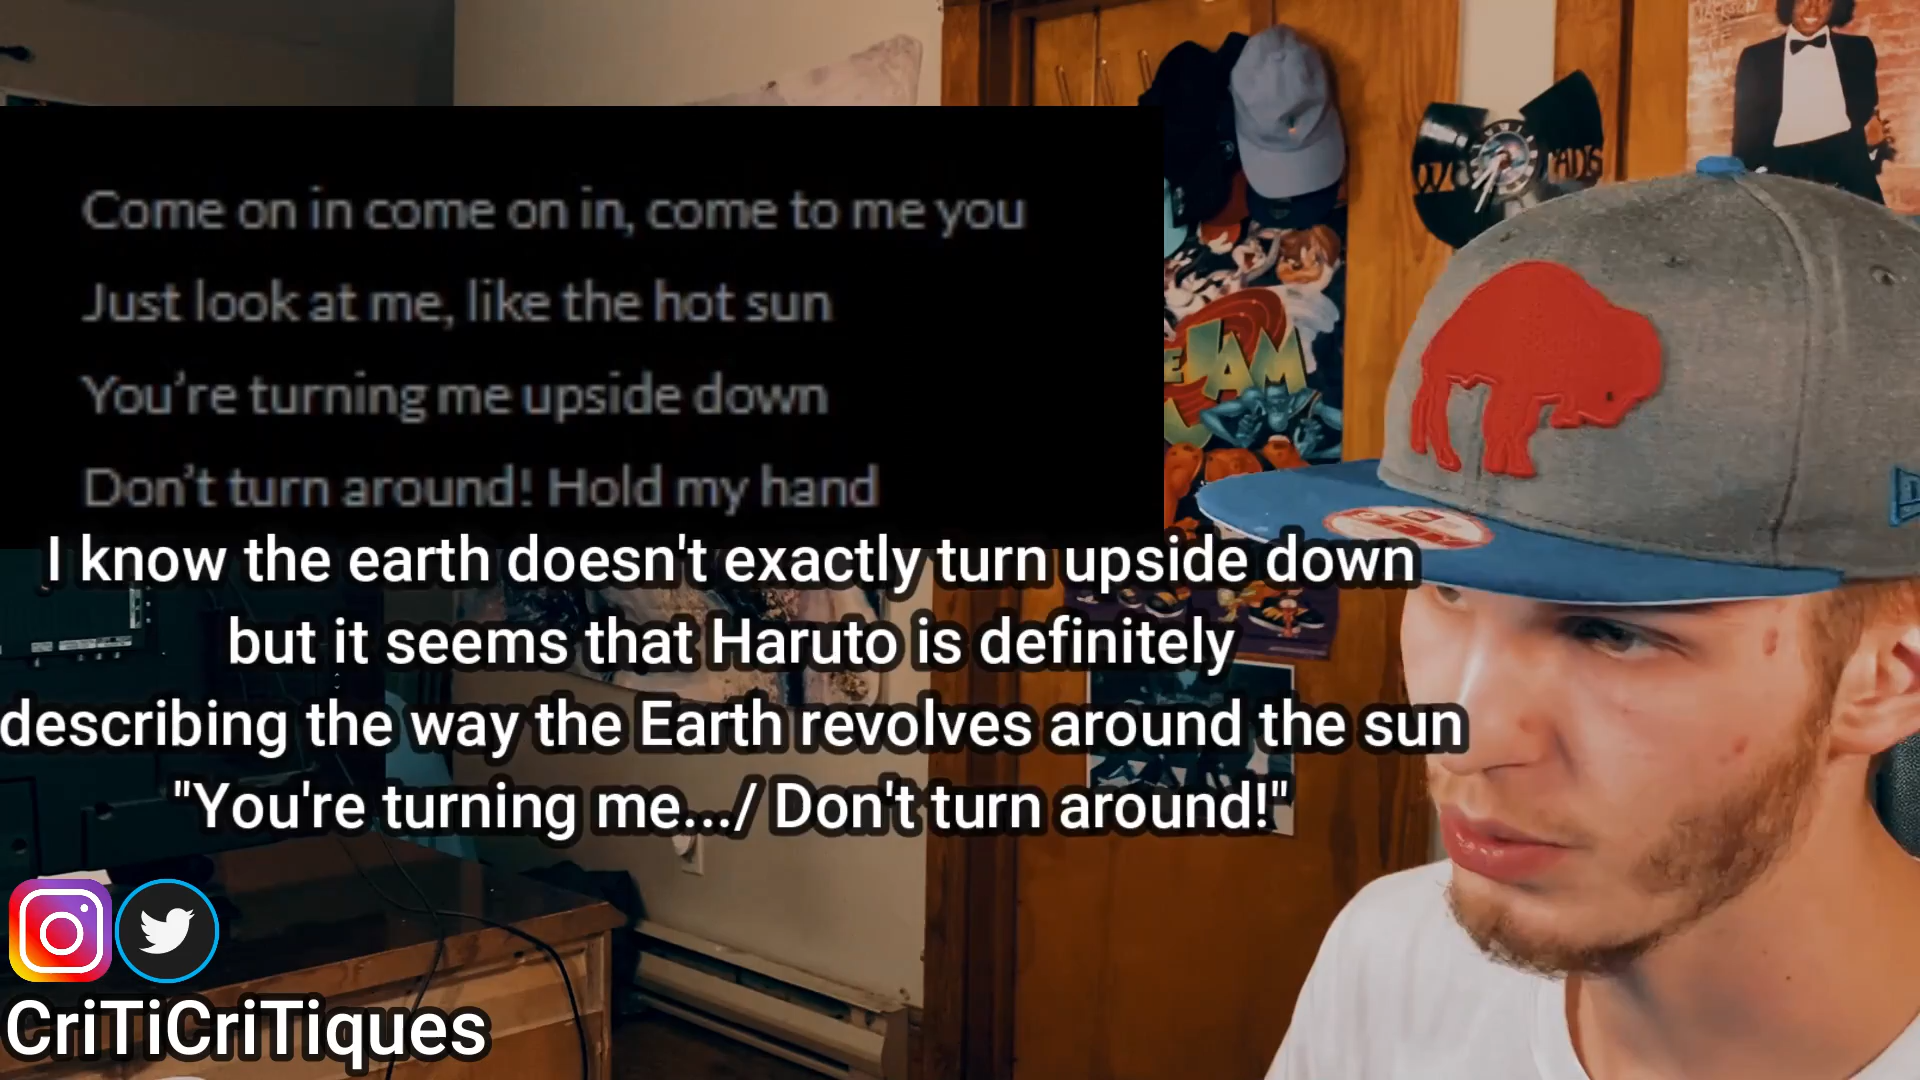 JACKSON
Come on in come on in, come to me you
Just look at me, like the hot sun
You're turning me upside down
Don't turn around! Hold my hand
JAM
I know the earth doesn't exactly turn upside down
but it seems that Haruto is definitely
describing the way the Earth revolves around the sun
"You're turning me.../ Don't turn around!"
CriTiCriTiques